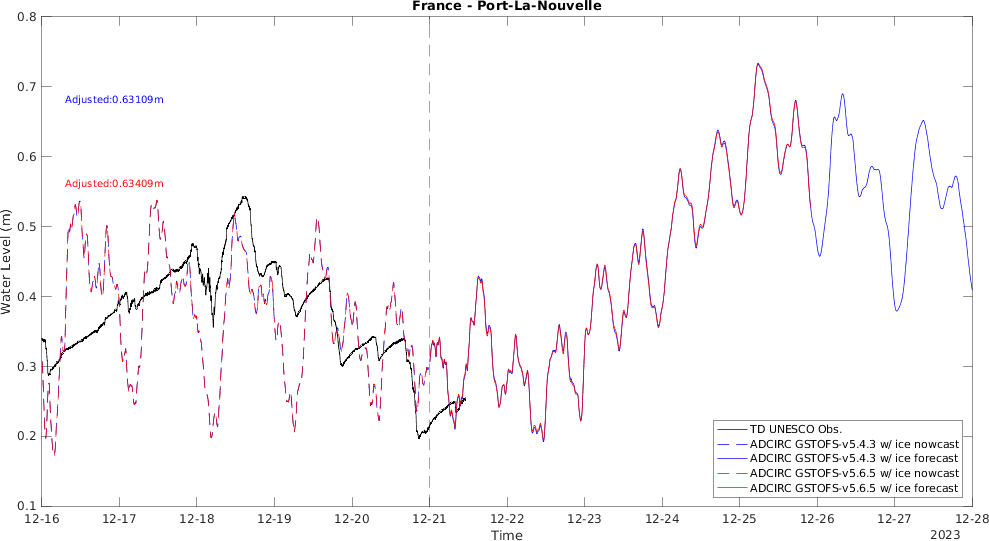 France - Port-La-Nouvelle
0.8
0.7
0.6
0.5
0.4
0.3
0.2
0.1
Water Level (m)
Adjusted:0.63109m
Adjusted:0.63409m
TD UNESCO Obs.
ADCIRC GSTOFS-v5.4.3 w/ ice nowcast
ADCIRC GSTOFS-v5.4.3 w/ ice forecast
ADCIRC GSTOFS-v5.6.5 w/ ice nowcast
ADCIRC GSTOFS-v5.6.5 w/ ice forecast
12-16 12-17 12-18 12-19 12-20 12-21 12-22 12-23 12-24 12-25 12-26 12-27 12-28
Time
2023